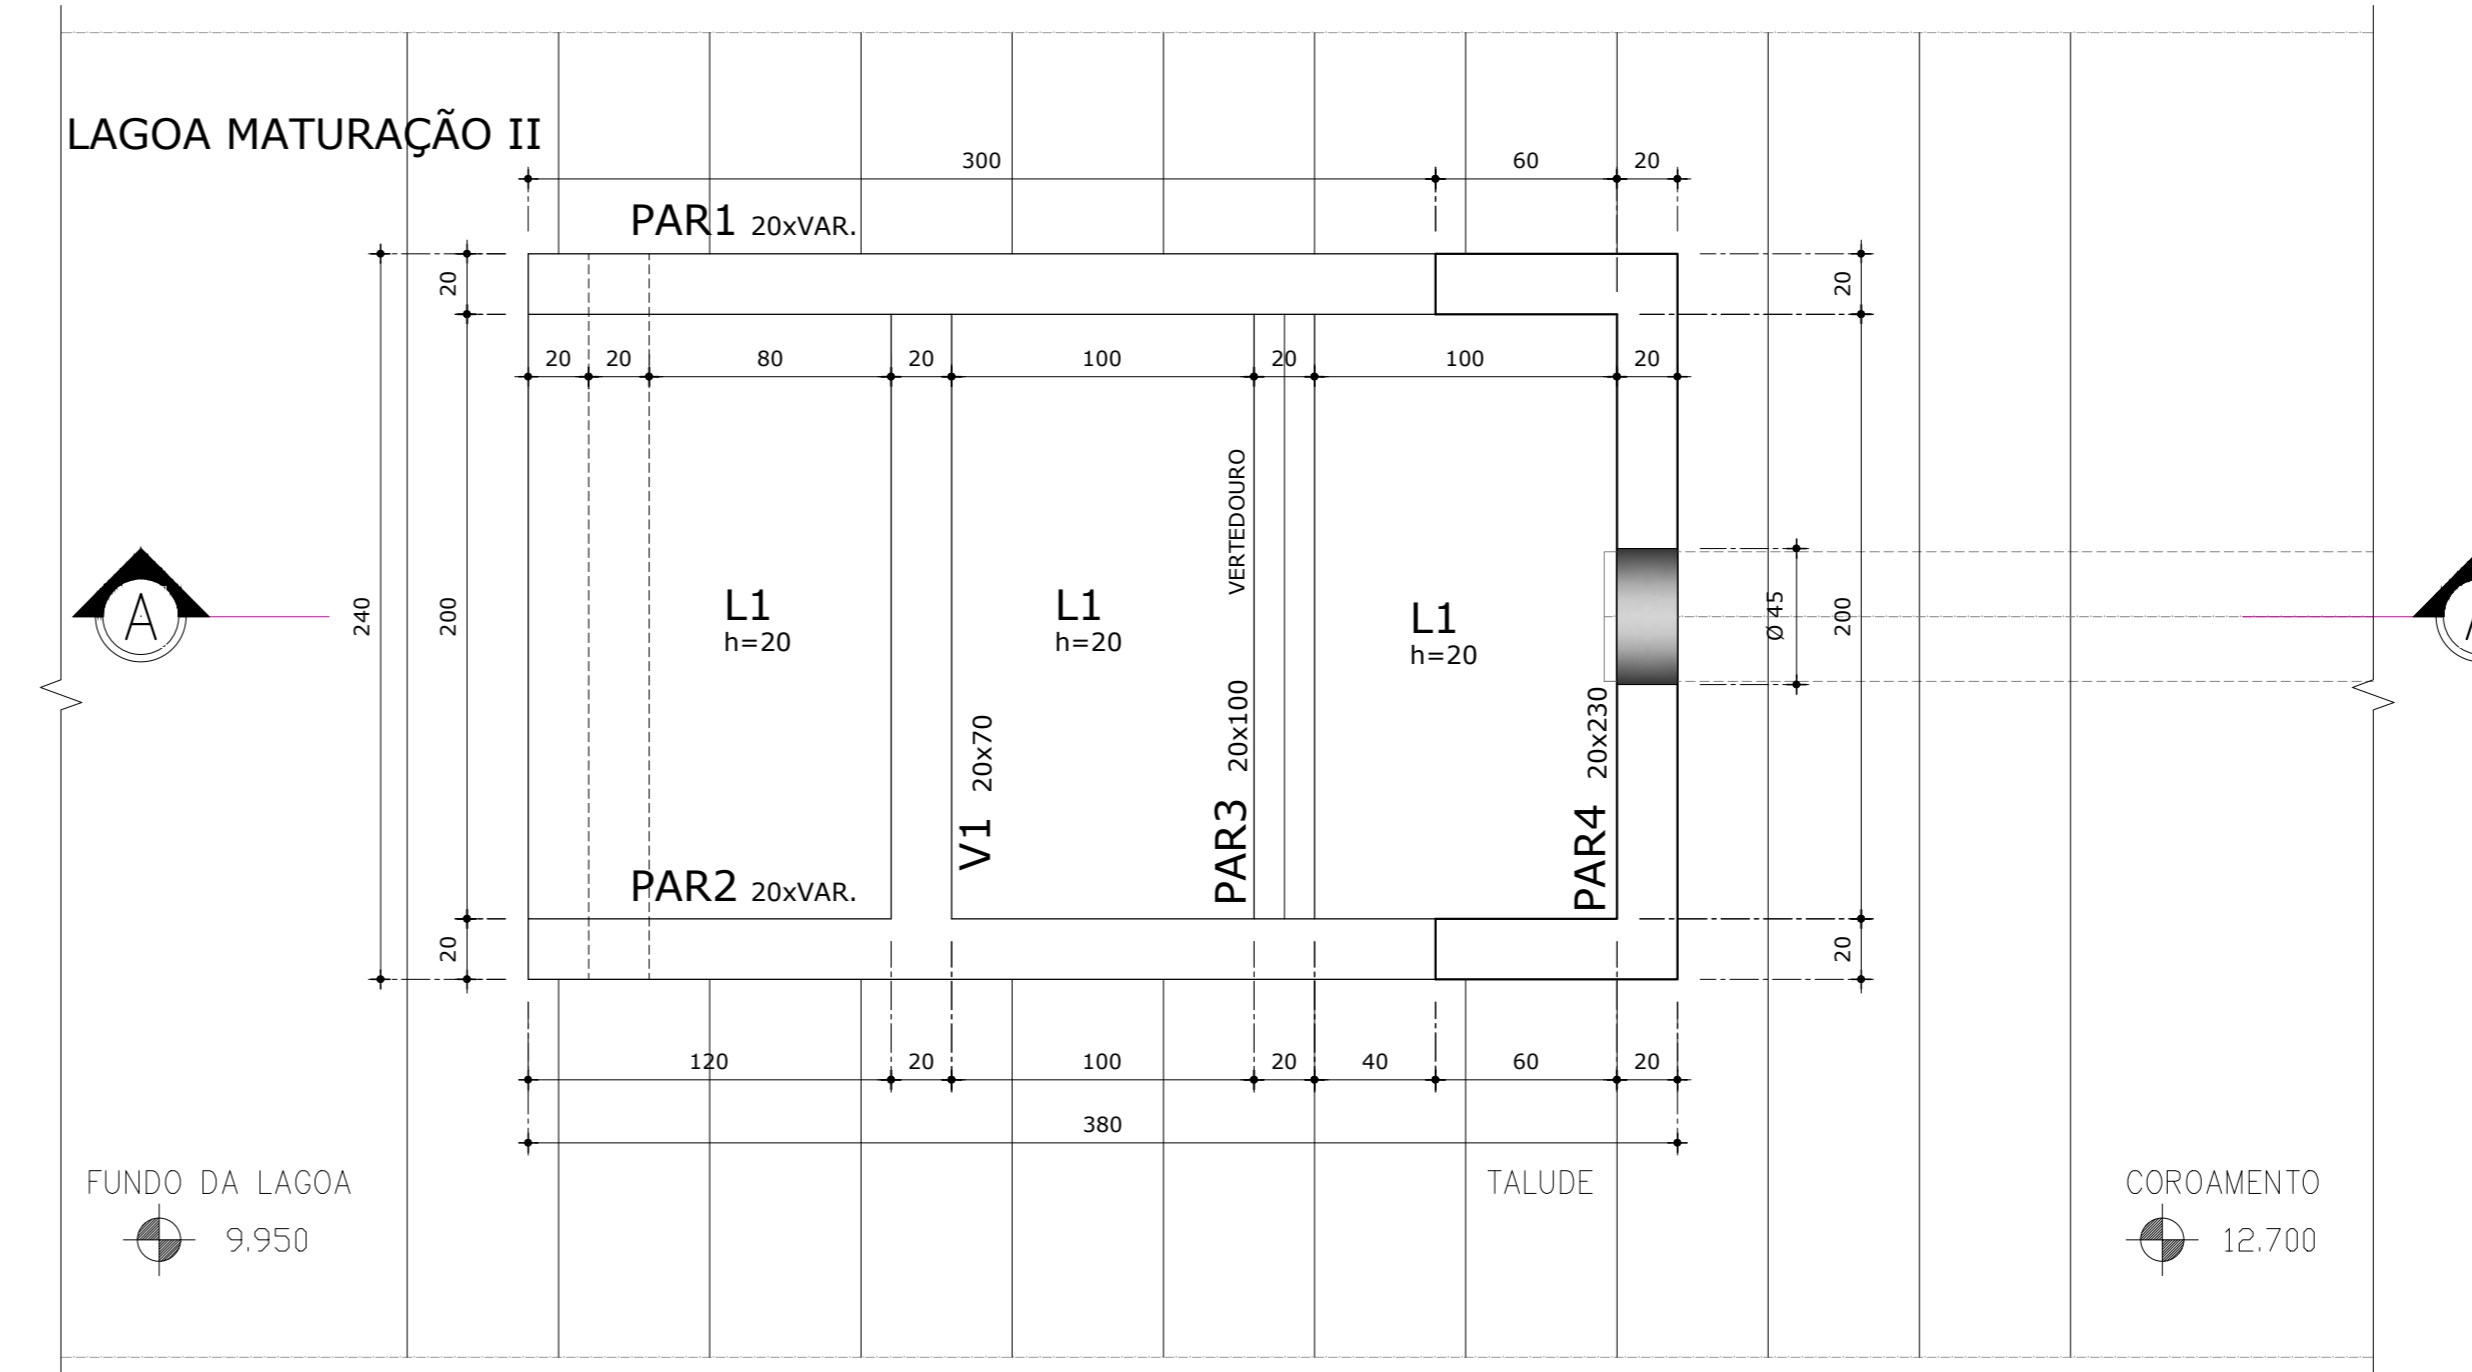 LAGOA MATURAÇÃO II
300 60 20
PAR1 20xVAR.
20 20
20 20 80 20 100 20 100 20
VERTEDOURO
L1
h=20
L1
h=20
L1
h=20
A
240 200
Ø 45 200
V1 20x70
PAR3 20x100
PAR4 20x230
PAR2 20xVAR.
20 20
120 20 100 20 40 60 20
380
FUNDO DA LAGOA
9.950
TALUDE
COROAMENTO
12.700